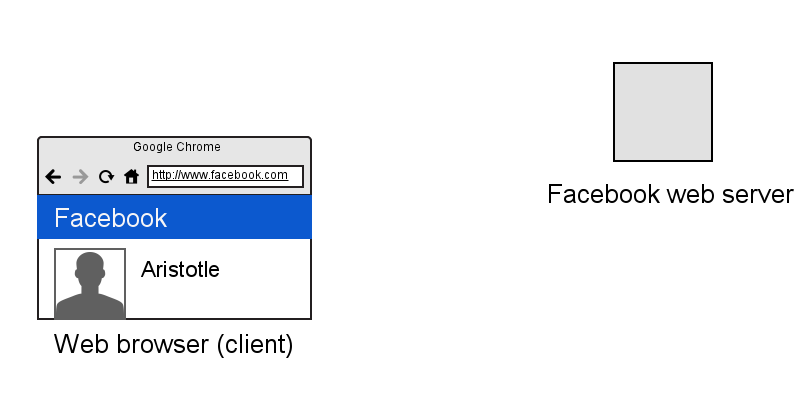 Google Chrome
http://www.facebook.com
Facebook
Aristotle
Web browser (client)
Facebook web server